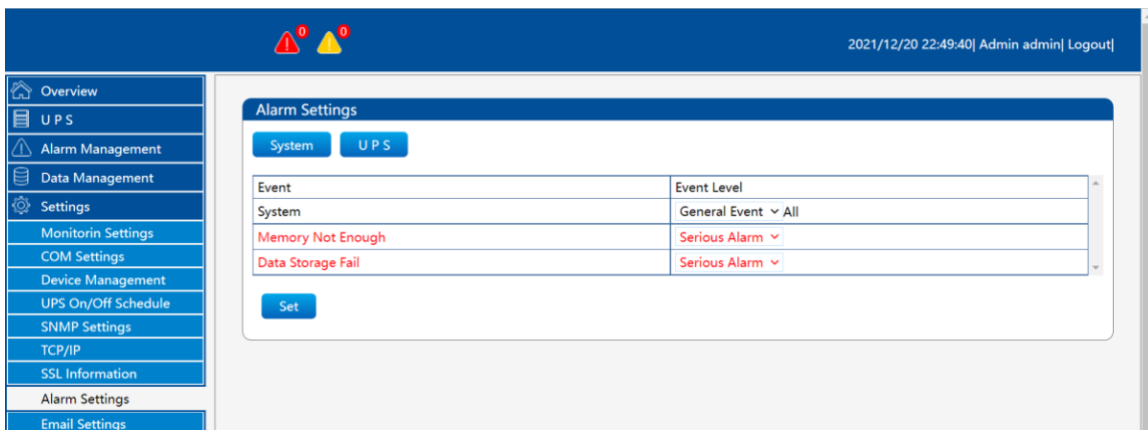 0 0
2021/12/20 22:49:40| Admin admin| Logout|
Overview
U P S
Alarm Management
Data Management
Settings
Monitorin Settings
COM Settings
Device Management
UPS On/Off Schedule
SNMP Settings
TCP/IP
SSL Information
Alarm Settings
Email Settings
Alarm Settings
System U P S
Event Event Level
System General Event All
Memory Not Enough Serious Alarm
Data Storage Fail Serious Alarm
Set